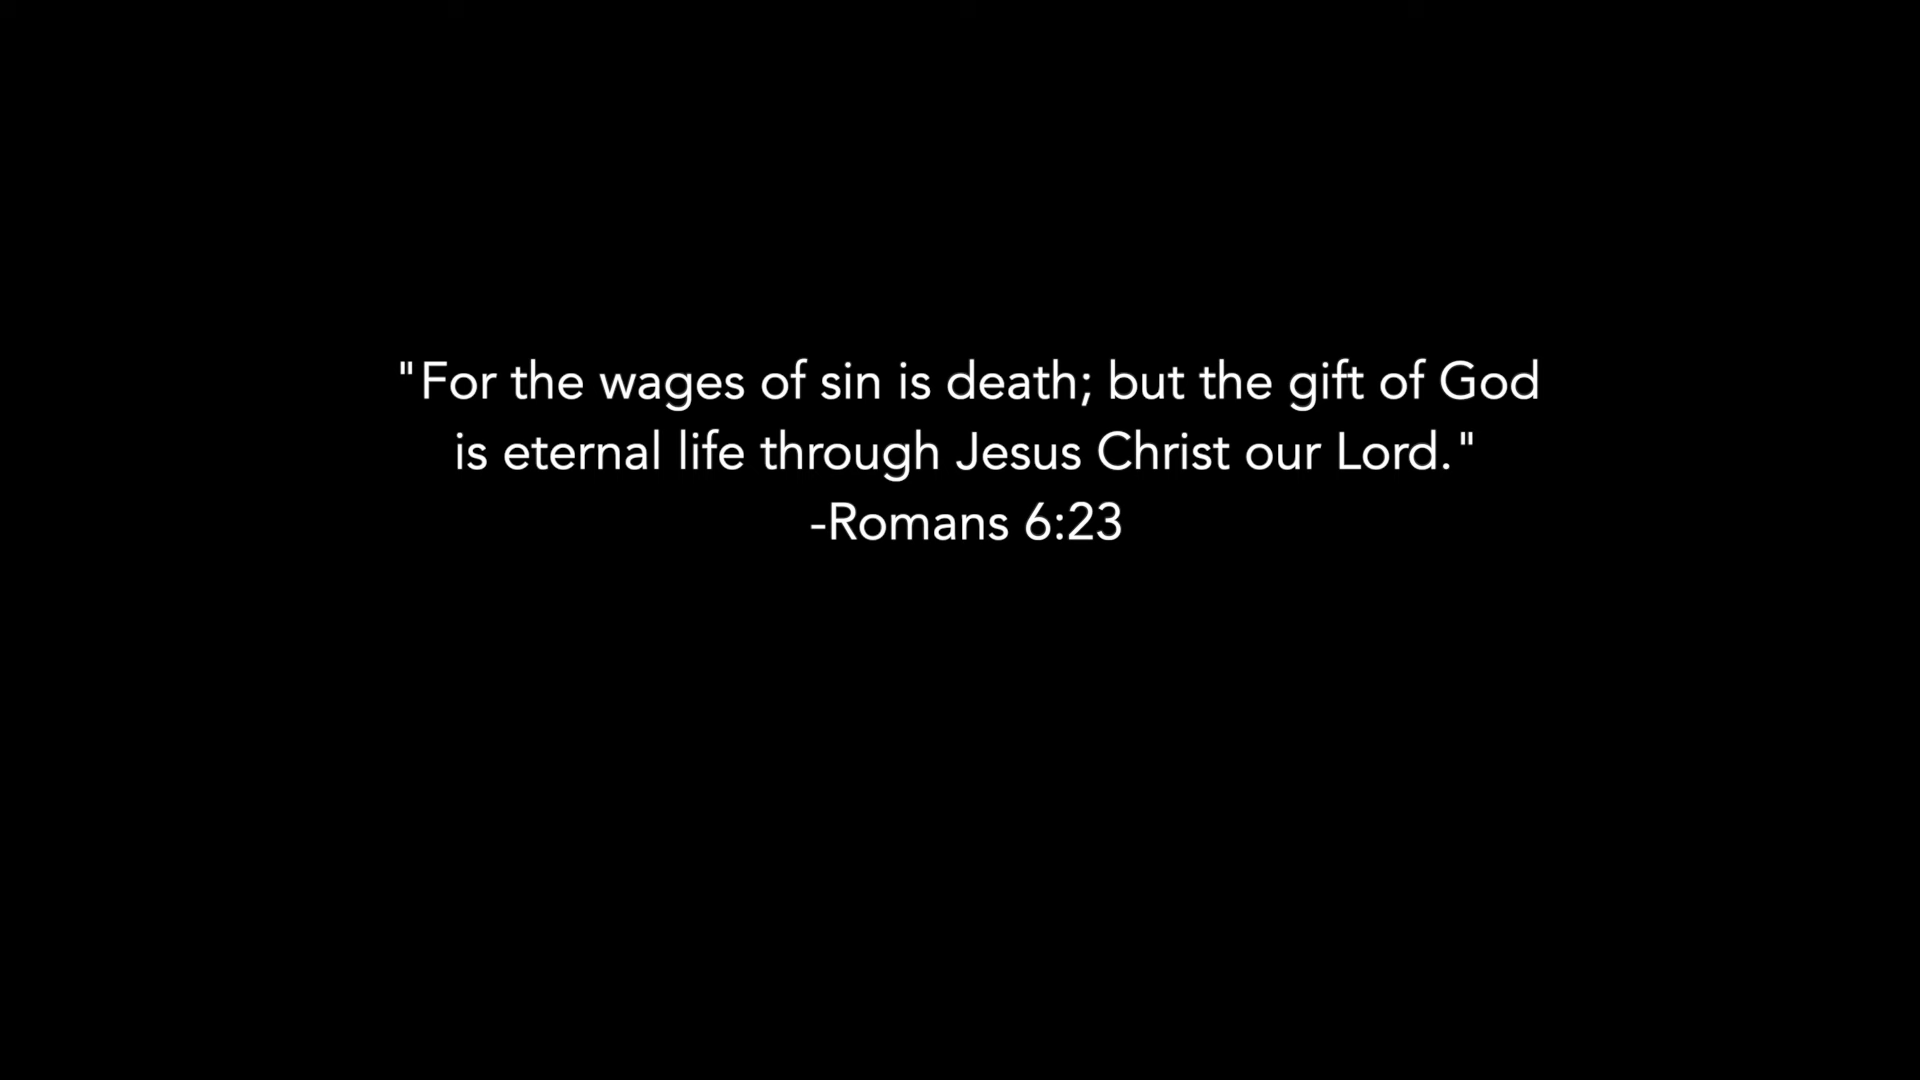 "For the wages of sin is death; but the gift of God
is eternal life through Jesus Christ our Lord."
-Romans 6:23